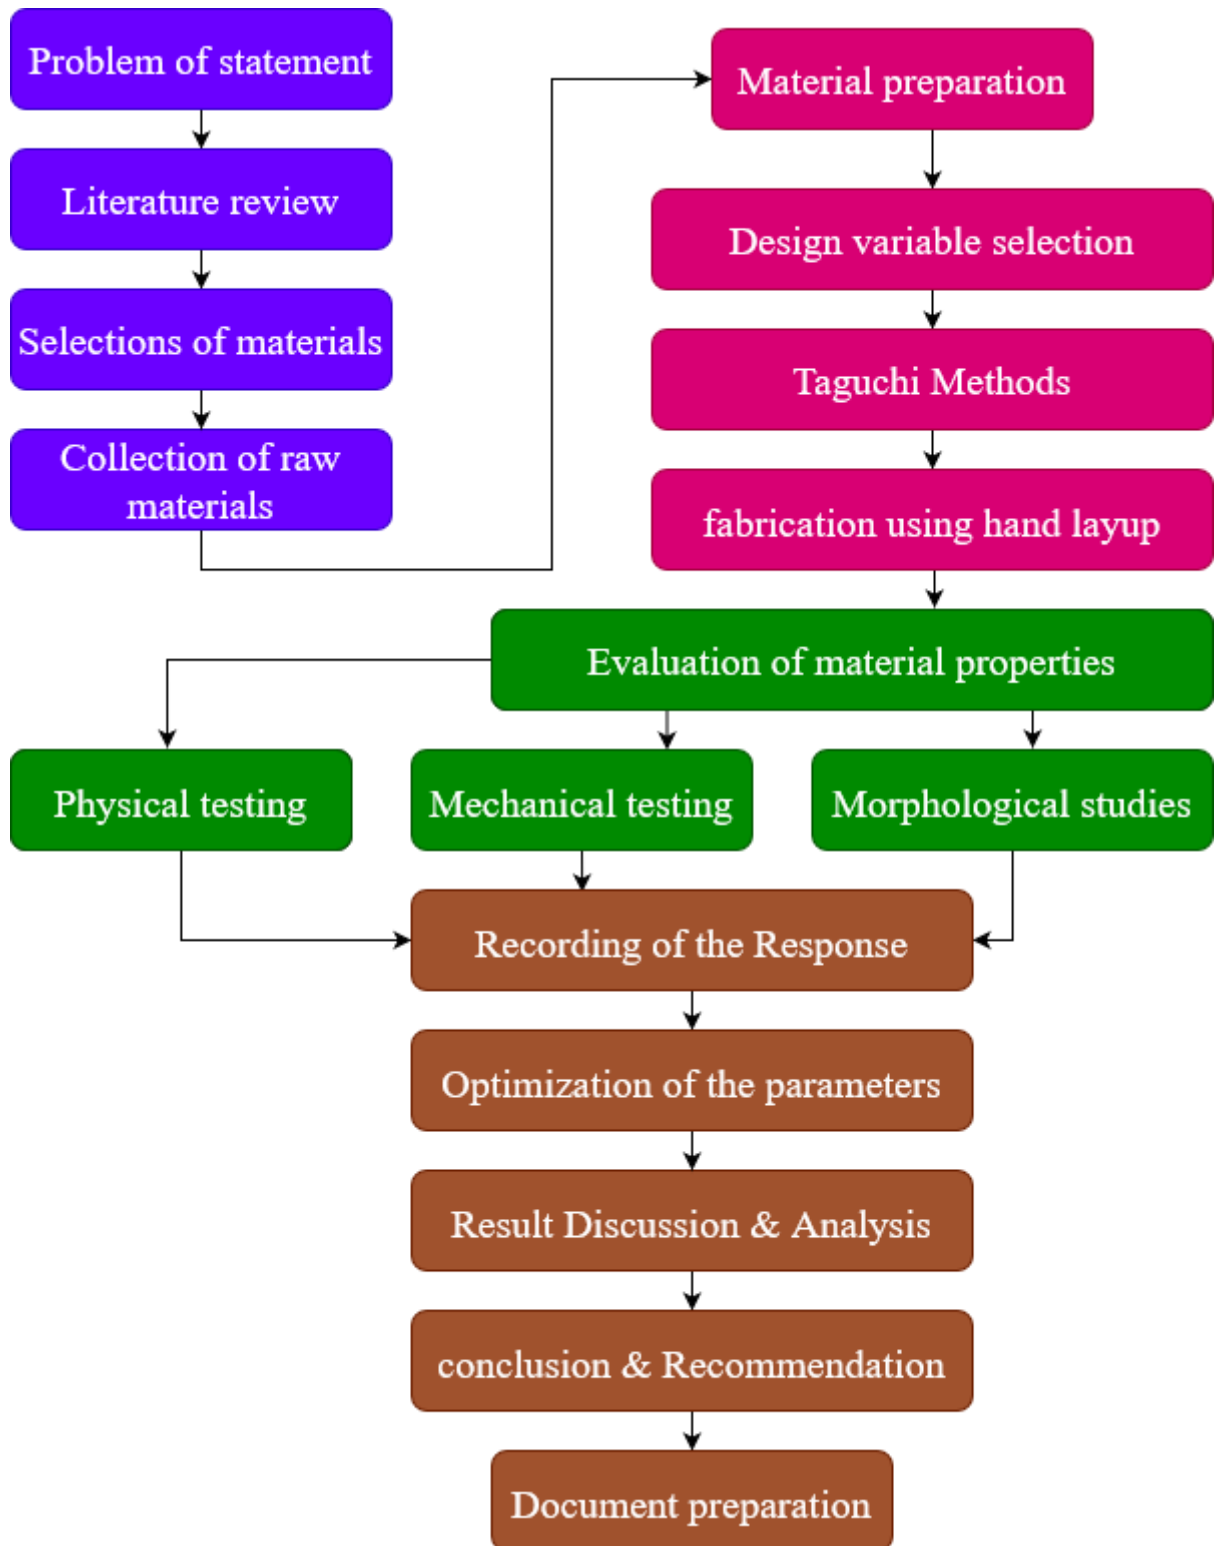 Problem of statement
Literature review
Selections of materials
Collection of raw
materials
Material preparation
Design variable selection
Taguchi Methods
fabrication using hand layup
Evaluation of material properties
Physical testing
Mechanical testing
Morphological studies
Recording of the Response
Optimization of the parameters
Result Discussion & Analysis
conclusion & Recommendation
Document preparation